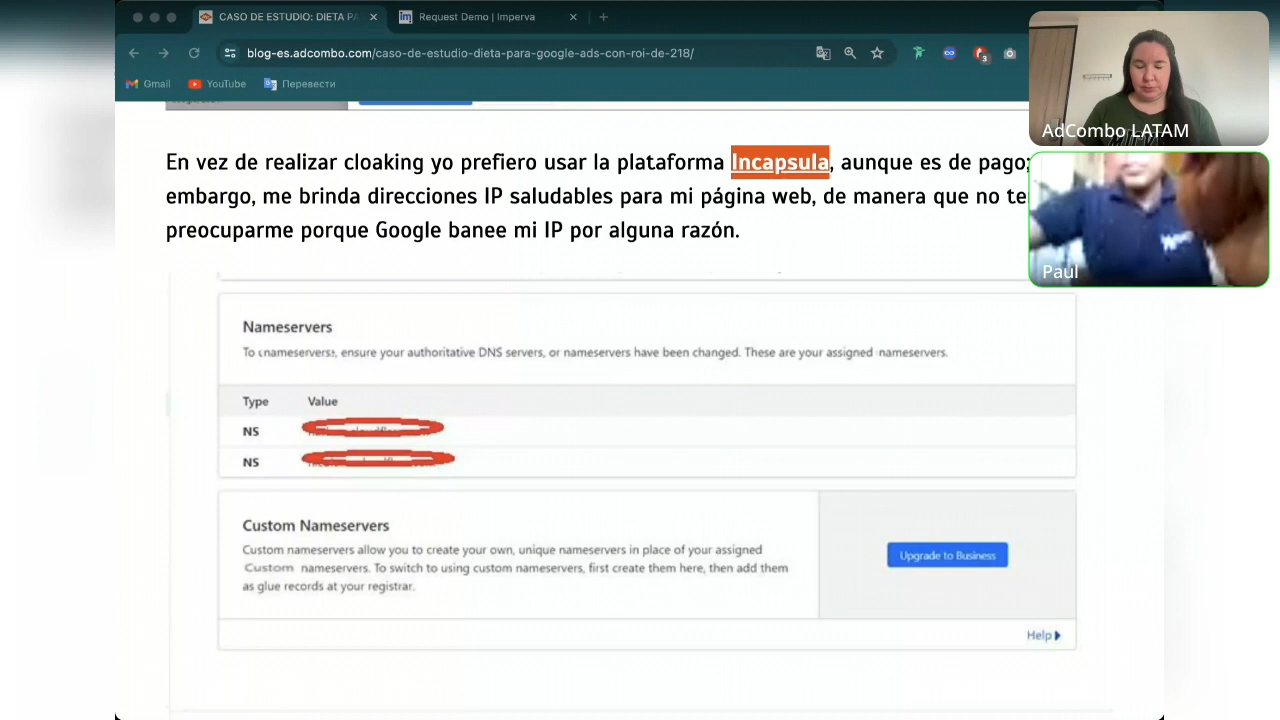 CASO DE ESTUDIO: DIETA PA
Request Demo | Imperva
blog-es.adcombo.com/caso-de-estudio-dieta-para-google-ads-con-roi-de-218/
3
Gmail
YouTube
Перевести
AdCombo LATAM
Paul
En vez de realizar cloaking yo prefiero usar la plataforma Incapsula, aunque es de pago;
embargo, me brinda direcciones IP saludables para mi página web, de manera que no te
preocuparme porque Google banee mi IP por alguna razón.
Nameservers
To nameservers, ensure your authoritative DNS servers, or nameservers have been changed. These are your assigned nameservers.
Type Value
NS
NS
Custom Nameservers
Custom nameservers allow you to create your own, unique nameservers in place of your assigned
Custom nameservers. To switch to using custom nameservers, first create them here, then add them
as glue records at your registrar.
Upgrade to Business
Help